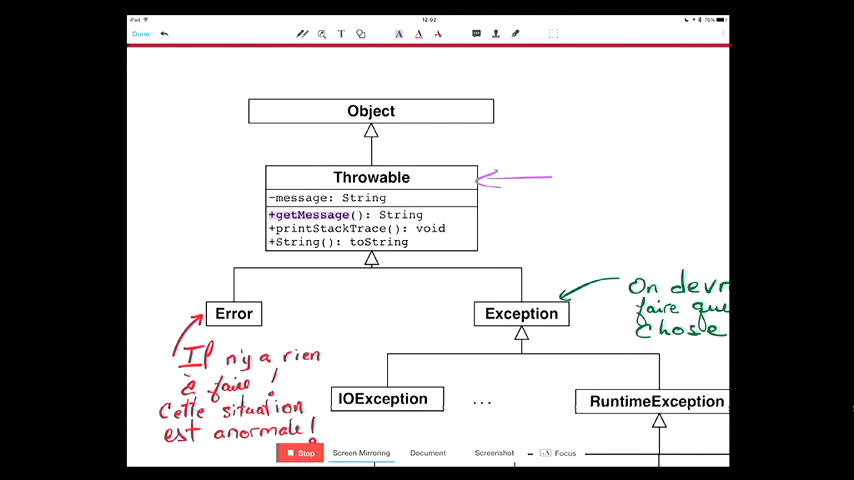 iPad
12:02
76%
Done
T A A A
Object
Throwable
-message: String
+getMessage(): String
+printStackTrace(): void
+String(): toString
Error
Exception
On devr
faire que
chose
Il n'y a rien
à faire !
Cette situation
est anormale !
IOException
...
RuntimeException
Stop
Screen Mirroring
Document
Screenshot
A Focus